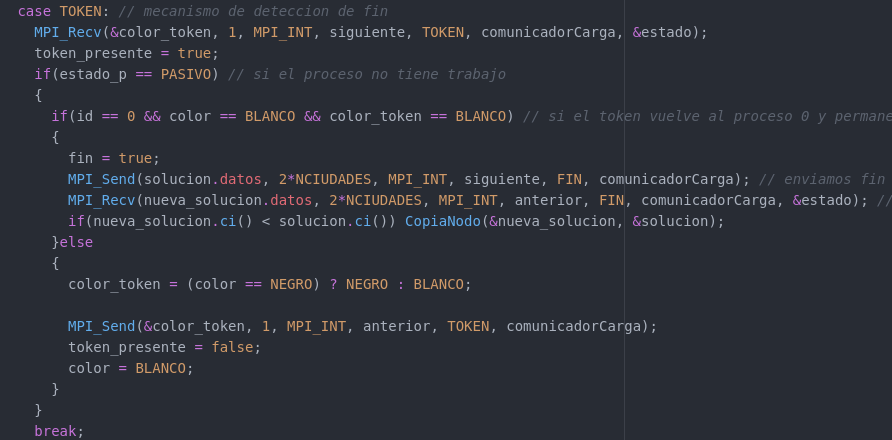 case TOKEN: // mecanismo de deteccion de fin
MPI_Recv(&color_token, 1, MPI_INT, siguiente, TOKEN, comunicadorCarga, &estado);
token_presente = true;
if(estado_p == PASIVO) // si el proceso no tiene trabajo
{
if(id == 0 && color == BLANCO && color_token == BLANCO) // si el token vuelve al proceso 0 y permane
{
fin = true;
MPI_Send(solucion.datos, 2*NCIUDADES, MPI_INT, siguiente, FIN, comunicadorCarga); // enviamos fin
MPI_Recv(nueva_solucion.datos, 2*NCIUDADES, MPI_INT, anterior, FIN, comunicadorCarga, &estado); //
if(nueva_solucion.ci() < solucion.ci()) CopiaNodo(&nueva_solucion, &solucion);
}else
{
color_token = (color == NEGRO) ? NEGRO : BLANCO;
MPI_Send(&color_token, 1, MPI_INT, anterior, TOKEN, comunicadorCarga);
token_presente = false;
color = BLANCO;
}
}
break;